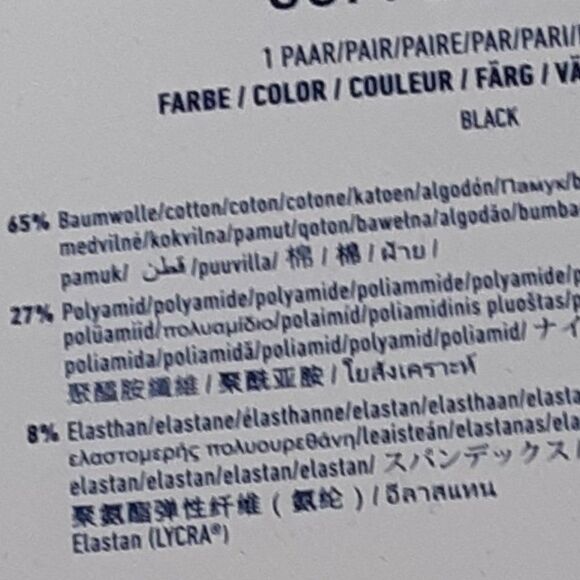 1 PAAR/PAIR/PAIRE/PAR/PARI/
FARBE / COLOR / COULEUR / FÄRG / VÄ
BLACK
65% Baumwolle/cotton/coton/cotone/katoen/algodón/Памук/b
medvilnė/kokvilna/pamut/qoton/bawełna/algodão/bumba
pamuk/ قطن /puuvilla/ 棉 / 棉 / ฝ้าย /
27% Polyamid/polyamide/polyamide/poliammide/polyamide/p
polüamiid/πολυαμίδιο/polaimíd/poliamidinis pluoštas/p
poliamida/poliamidă/poliamid/polyamid/poliamid/ ナイ
聚醯胺纖維 / 聚酰亚胺 / ใยสังเคราะห์
8% Elasthan/elastane/élasthanne/elastan/elasthaan/elasta
ελαστομερής πολυουρεθάνη/leaisteán/elastanas/ela
elastan/elastan/elastan/elastan/ スパンデックス /
聚氨酯弹性纤维 ( 氨纶 ) / อีลาสแทน
Elastan (LYCRA®)